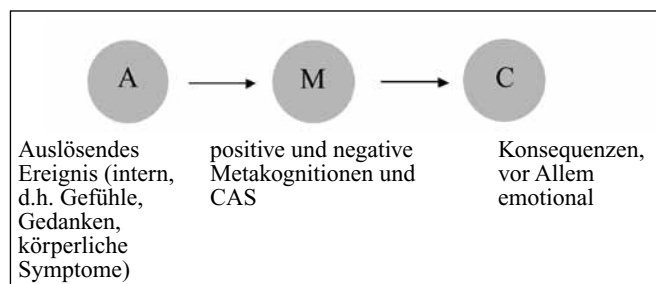 A M C
Auslösendes
Ereignis (intern,
d.h. Gefühle,
Gedanken,
körperliche
Symptome)
positive und negative
Metakognitionen und
CAS
Konsequenzen,
vor Allem
emotional